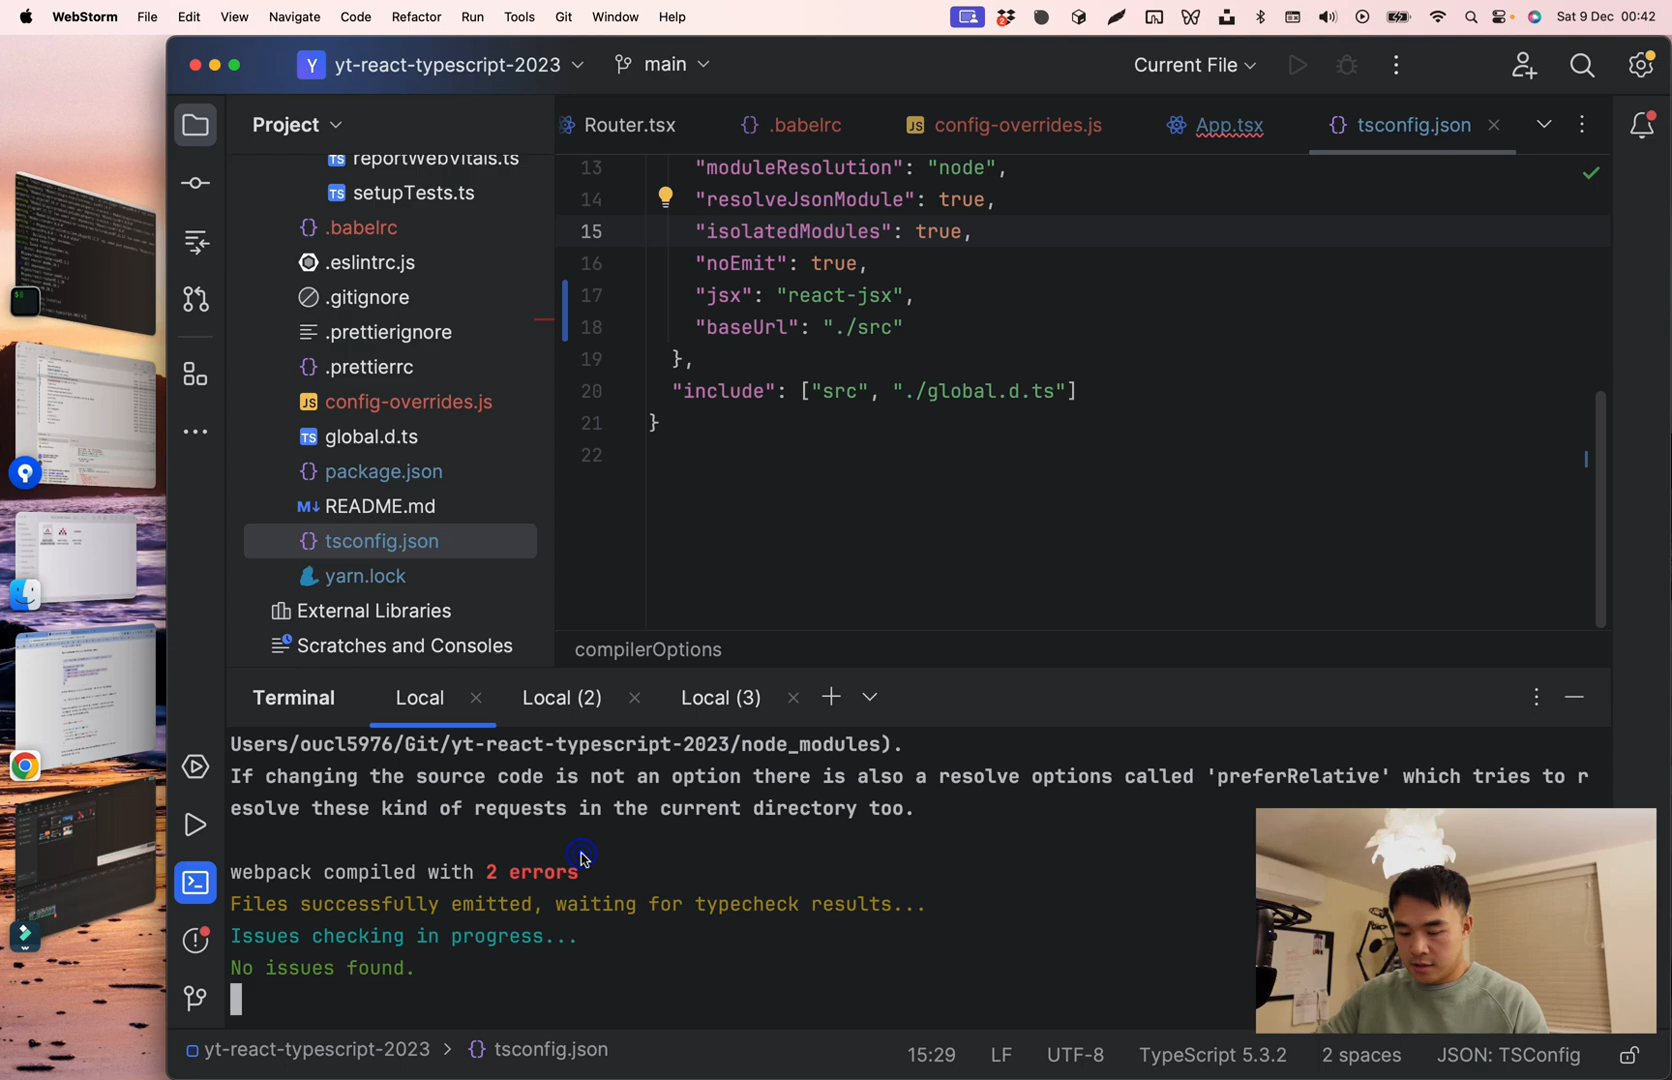 WebStorm File Edit View Navigate Code Refactor Run Tools Git Window Help
2
Sat 9 Dec 00:42
Y yt-react-typescript-2023 main
Current File
Project
Router.tsx
{} .babelrc
JS config-overrides.js
App.tsx
{} tsconfig.json
TS reportWebVitals.ts
TS setupTests.ts
{} .babelrc
.eslintrc.js
.gitignore
.prettierignore
{} .prettierrc
JS config-overrides.js
TS global.d.ts
{} package.json
M↓ README.md
{} tsconfig.json
yarn.lock
External Libraries
Scratches and Consoles
13 "moduleResolution": "node",
14 "resolveJsonModule": true,
15 "isolatedModules": true,
16 "noEmit": true,
17 "jsx": "react-jsx",
18 "baseUrl": "./src"
19 },
20 "include": ["src", "./global.d.ts"]
21 }
22
compilerOptions
Terminal Local Local (2) Local (3)
Users/oucl5976/Git/yt-react-typescript-2023/node_modules).
If changing the source code is not an option there is also a resolve options called 'preferRelative' which tries to r
esolve these kind of requests in the current directory too.
webpack compiled with 2 errors
Files successfully emitted, waiting for typecheck results...
Issues checking in progress...
No issues found.
yt-react-typescript-2023 > {} tsconfig.json
15:29 LF UTF-8 TypeScript 5.3.2 2 spaces JSON: TSConfig